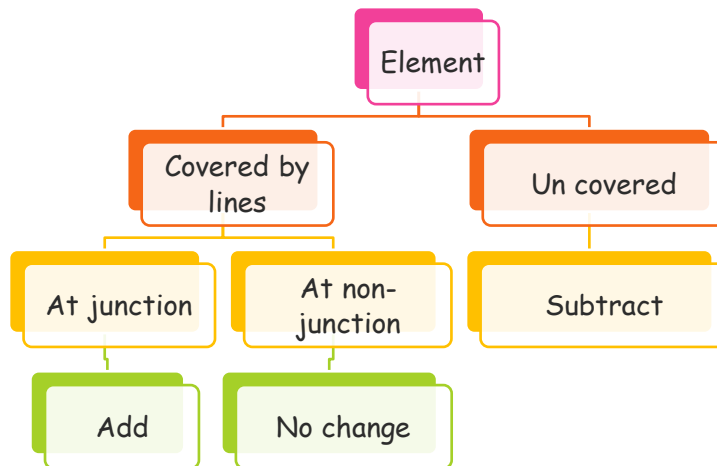 Element
Covered by
lines
Un covered
At junction
At non-
junction
Subtract
Add
No change